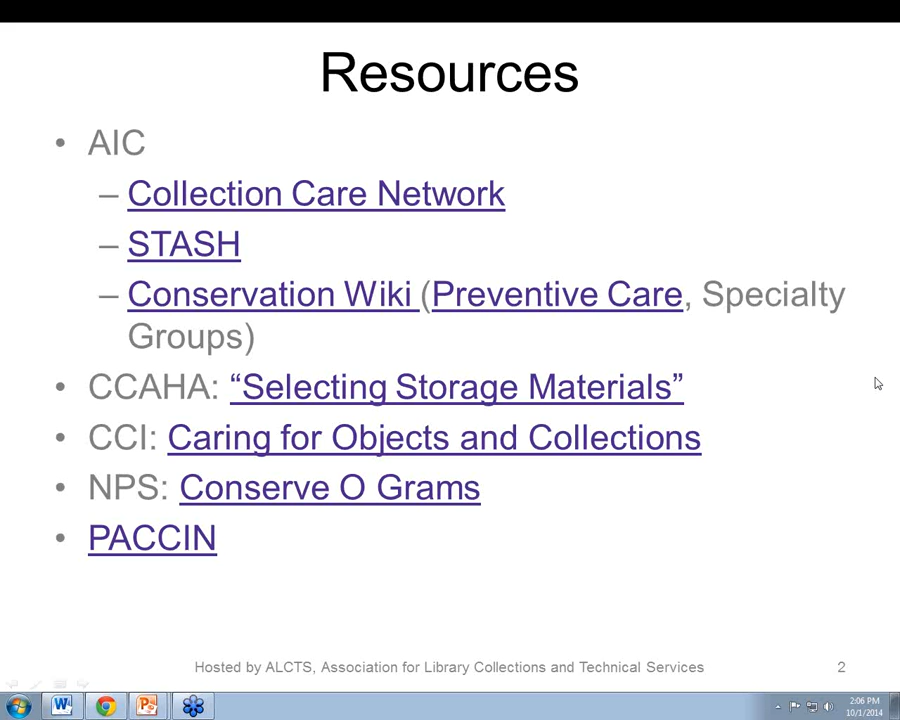 Resources
• AIC
– Collection Care Network
– STASH
– Conservation Wiki (Preventive Care, Specialty
Groups)
• CCAHA: “Selecting Storage Materials”
• CCI: Caring for Objects and Collections
• NPS: Conserve O Grams
• PACCIN
Hosted by ALCTS, Association for Library Collections and Technical Services 2
2:06 PM
10/1/2014